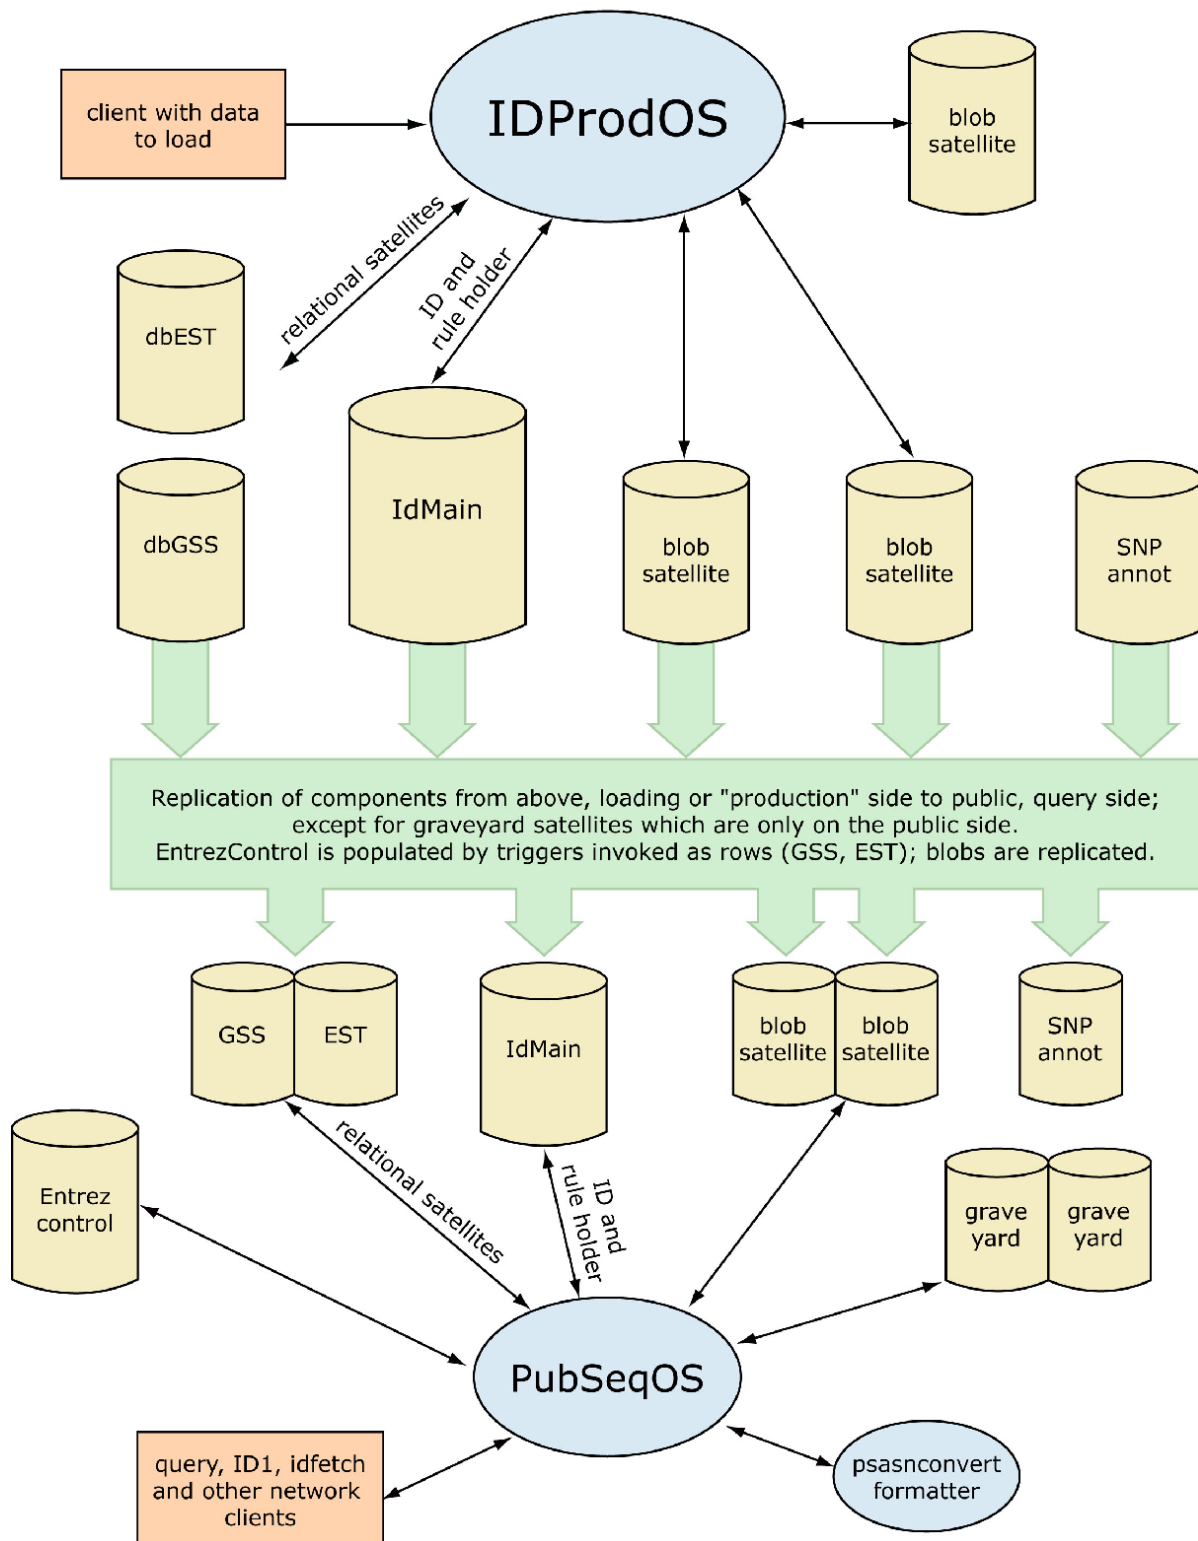 client with data
to load
IDProdOS
blob
satellite
relational satellites
ID and
rule holder
dbEST
dbGSS
IdMain
blob
satellite
blob
satellite
SNP
annot
Replication of components from above, loading or "production" side to public, query side;
except for graveyard satellites which are only on the public side.
EntrezControl is populated by triggers invoked as rows (GSS, EST); blobs are replicated.
GSS
EST
IdMain
blob
satellite
blob
satellite
SNP
annot
Entrez
control
relational satellites
ID and
rule holder
grave
yard
grave
yard
PubSeqOS
query, ID1, idfetch
and other network
clients
psasnconvert
formatter